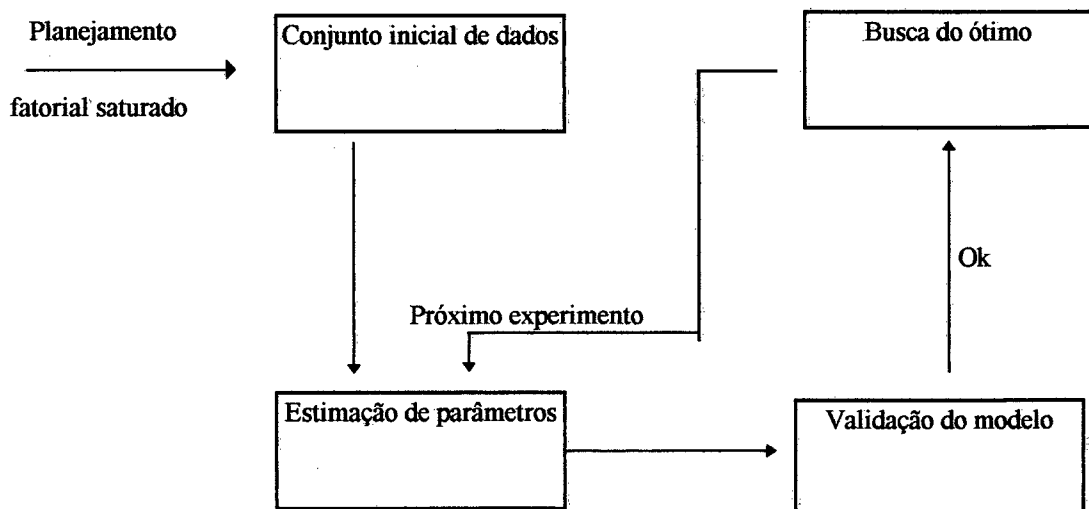 Planejamento
fatorial saturado
Conjunto inicial de dados
Busca do ótimo
Ok
Próximo experimento
Estimação de parâmetros
Validação do modelo